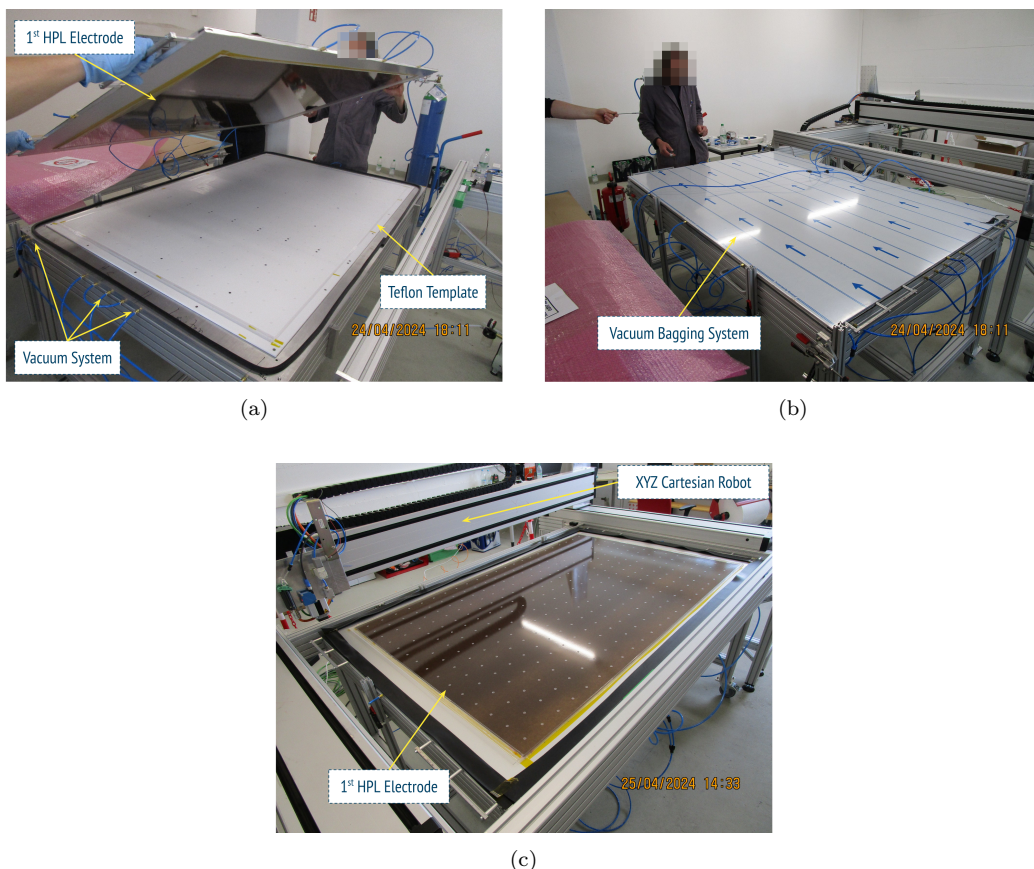 1st HPL Electrode
Teflon Template
24/04/2024 18:11
Vacuum System
(a)
Vacuum Bagging System
24/04/2024 18:11
(b)
XYZ Cartesian Robot
1st HPL Electrode
25/04/2024 14:33
(c)